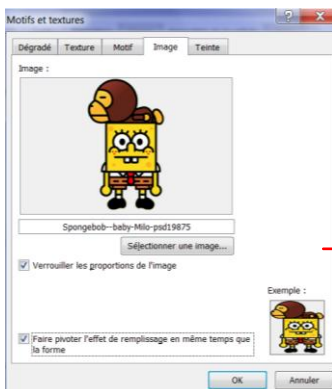 Motifs et textures
Dégradé Texture Motif Image Teinte
Image :
Spongebob--baby-Milo-psd19875
Sélectionner une image...
Verrouiller les proportions de l'image
Exemple :
Faire pivoter l'effet de remplissage en même temps que
la forme
OK Annuler